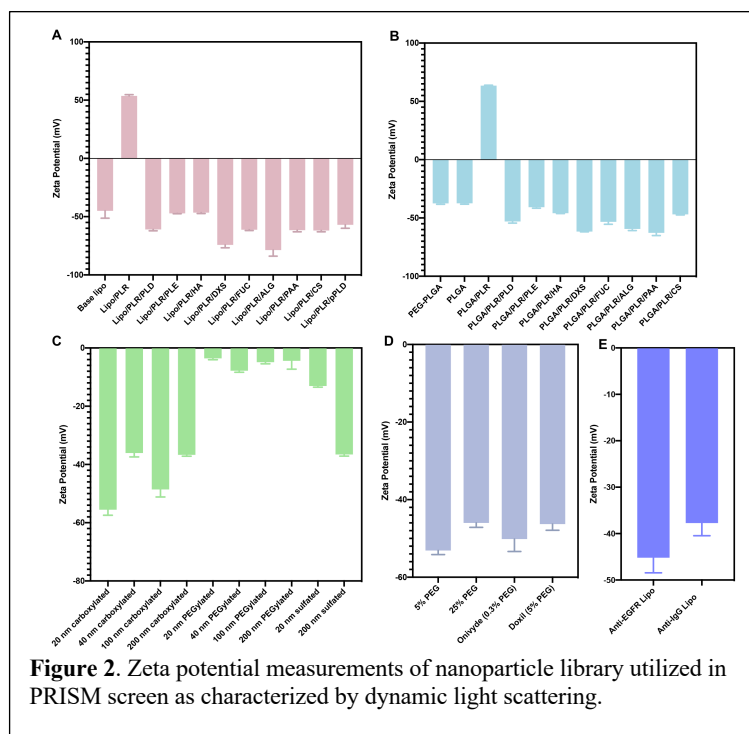 A
Zeta Potential (mV)
100
50
0
-50
-100
Base lipo
Lipo/PLR
Lipo/PLR/PLD
Lipo/PLR/PLE
Lipo/PLR/HA
Lipo/PLR/DXS
Lipo/PLR/FUC
Lipo/PLR/ALG
Lipo/PLR/PAA
Lipo/PLR/CS
Lipo/PLR/pPLD
B
Zeta Potential (mV)
100
50
0
-50
-100
PEG-PLGA
PLGA
PLGA/PLR
PLGA/PLR/PLD
PLGA/PLR/PLE
PLGA/PLR/HA
PLGA/PLR/DXS
PLGA/PLR/FUC
PLGA/PLR/ALG
PLGA/PLR/PAA
PLGA/PLR/CS
C
Zeta Potential (mV)
0
-20
-40
-60
-80
20 nm carboxylated
40 nm carboxylated
100 nm carboxylated
200 nm carboxylated
20 nm PEGylated
40 nm PEGylated
100 nm PEGylated
200 nm PEGylated
20 nm sulfated
200 nm sulfated
D
Zeta Potential (mV)
0
-20
-40
-60
5% PEG
25% PEG
Onivyde (0.3% PEG)
Doxil (5% PEG)
E
Zeta Potential (mV)
0
-10
-20
-30
-40
-50
Anti-EGFR Lipo
Anti-IgG Lipo
Figure 2. Zeta potential measurements of nanoparticle library utilized in
PRISM screen as characterized by dynamic light scattering.